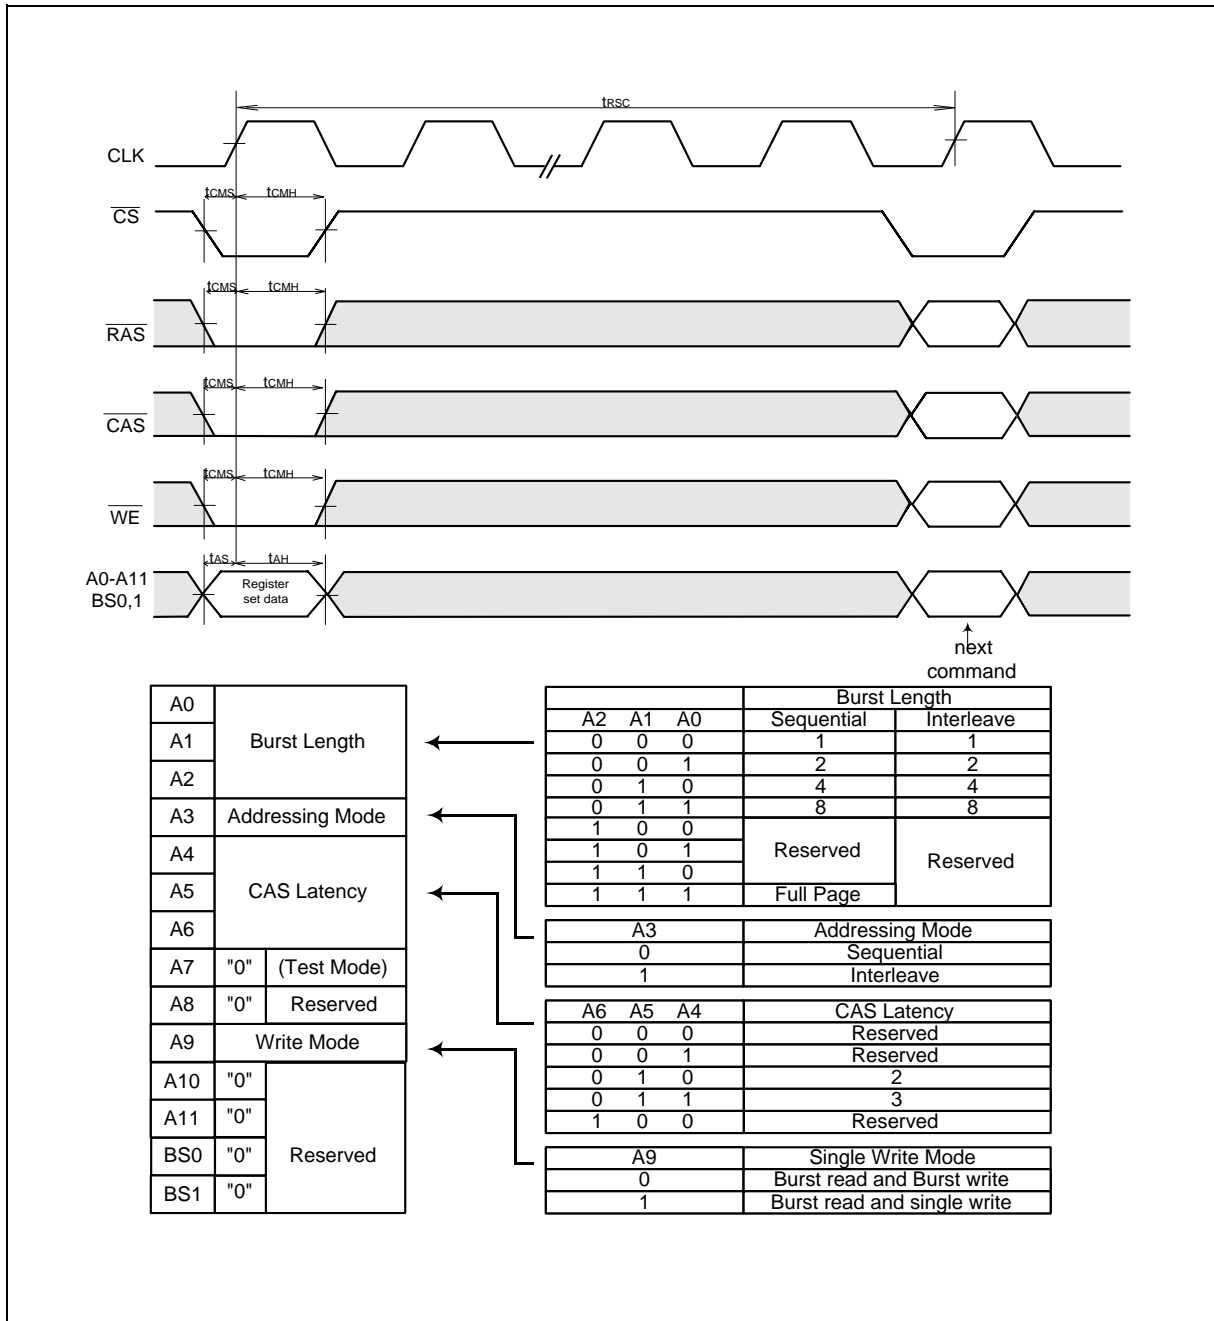 tRSC
CLK
tCMS tCMH
CS
tCMS tCMH
RAS
tCMS tCMH
CAS
tCMS tCMH
WE
tAS tAH
A0-A11
BS0,1
Register
set data
next
command
A0
A1 Burst Length
A2
A3 Addressing Mode
A4
A5 CAS Latency
A6
A7 "0" (Test Mode)
A8 "0" Reserved
A9 Write Mode
A10 "0"
A11 "0"
BS0 "0" Reserved
BS1 "0"
Burst Length
A2 A1 A0 Sequential Interleave
0 0 0 1 1
0 0 1 2 2
0 1 0 4 4
0 1 1 8 8
1 0 0
1 0 1 Reserved Reserved
1 1 0
1 1 1 Full Page
A3 Addressing Mode
0 Sequential
1 Interleave
A6 A5 A4 CAS Latency
0 0 0 Reserved
0 0 1 Reserved
0 1 0 2
0 1 1 3
1 0 0 Reserved
A9 Single Write Mode
0 Burst read and Burst write
1 Burst read and single write